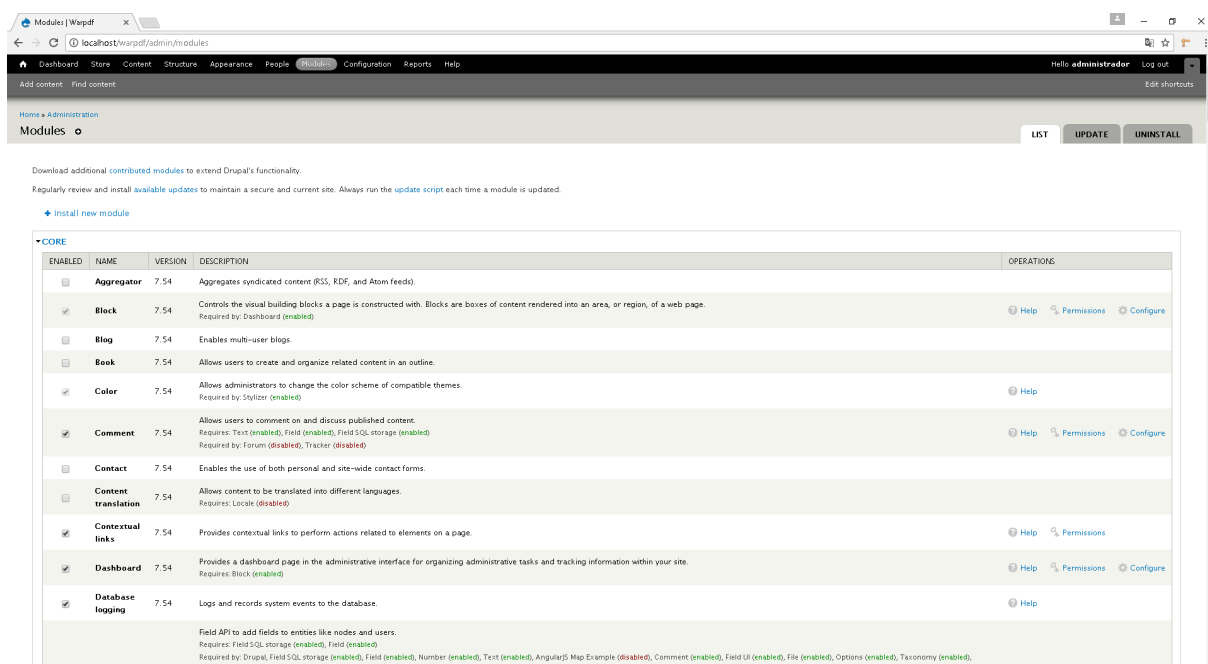 Modules | Warpdf
localhost/warpdf/admin/modules
Dashboard Store Content Structure Appearance People Modules Configuration Reports Help Hello administrador Log out
Add content Find content Edit shortcuts
Home » Administration
Modules
LIST UPDATE UNINSTALL
Download additional contributed modules to extend Drupal's functionality.
Regularly review and install available updates to maintain a secure and current site. Always run the update script each time a module is updated.
+ Install new module
CORE
ENABLED NAME VERSION DESCRIPTION OPERATIONS
Aggregator 7.54 Aggregates syndicated content (RSS, RDF, and Atom feeds).
Block 7.54 Controls the visual building blocks a page is constructed with. Blocks are boxes of content rendered into an area, or region, of a web page.
Required by: Dashboard (enabled)
Help Permissions Configure
Blog 7.54 Enables multi-user blogs.
Book 7.54 Allows users to create and organize related content in an outline.
Color 7.54 Allows administrators to change the color scheme of compatible themes.
Required by: Stylizer (enabled)
Help
Comment 7.54 Allows users to comment on and discuss published content.
Requires: Text (enabled), Field (enabled), Field SQL storage (enabled)
Required by: Forum (disabled), Tracker (disabled)
Help Permissions Configure
Contact 7.54 Enables the use of both personal and site-wide contact forms.
Content translation 7.54 Allows content to be translated into different languages.
Requires: Locale (disabled)
Contextual links 7.54 Provides contextual links to perform actions related to elements on a page.
Help Permissions
Dashboard 7.54 Provides a dashboard page in the administrative interface for organizing administrative tasks and tracking information within your site.
Requires: Block (enabled)
Help Permissions Configure
Database logging 7.54 Logs and records system events to the database.
Help
Field API to add fields to entities like nodes and users.
Requires: Field SQL storage (enabled), Field (enabled)
Required by: Drupal, Field SQL storage (enabled), Field (enabled), Number (enabled), Text (enabled), AngularJS Map Example (disabled), Comment (enabled), Field UI (enabled), File (enabled), Options (enabled), Taxonomy (enabled),